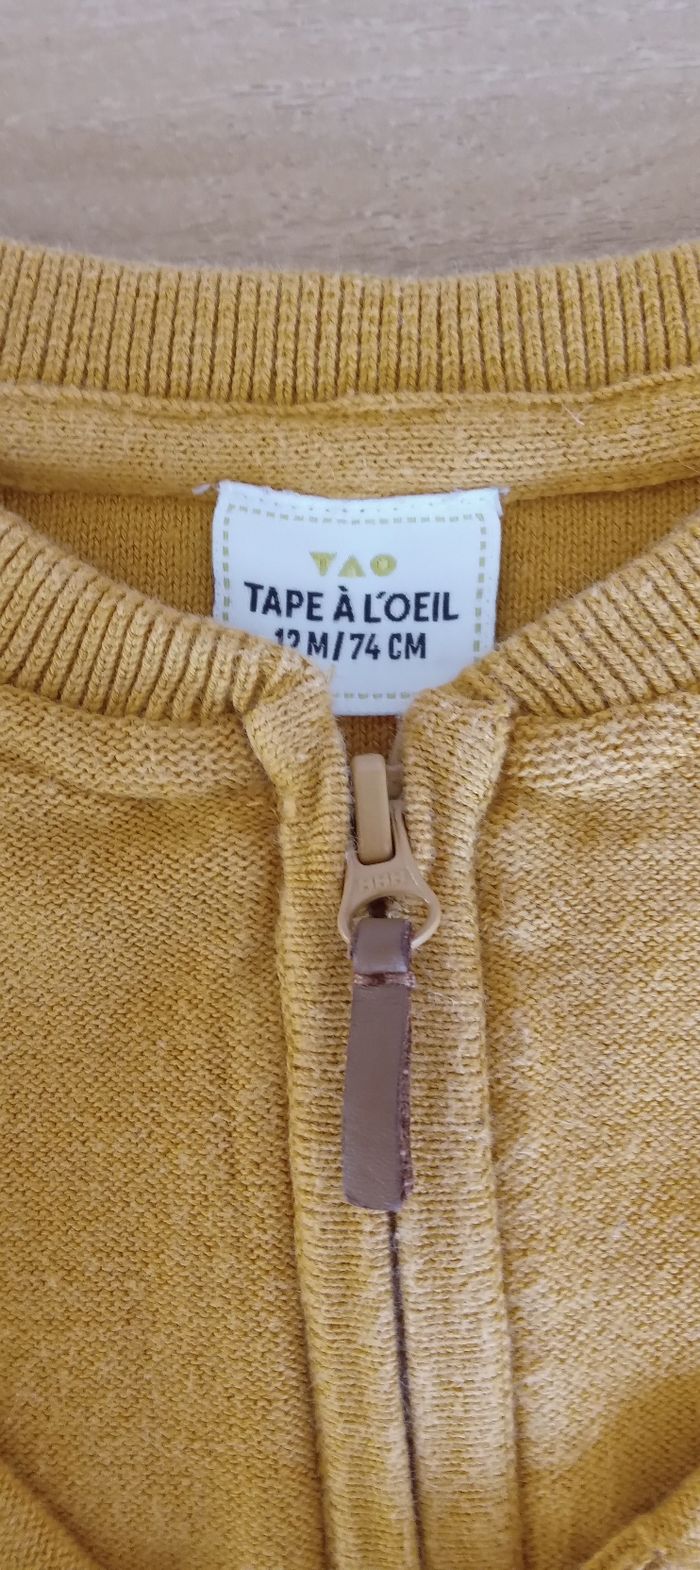 TAO
TAPE À L'OEIL
12 M/74 CM